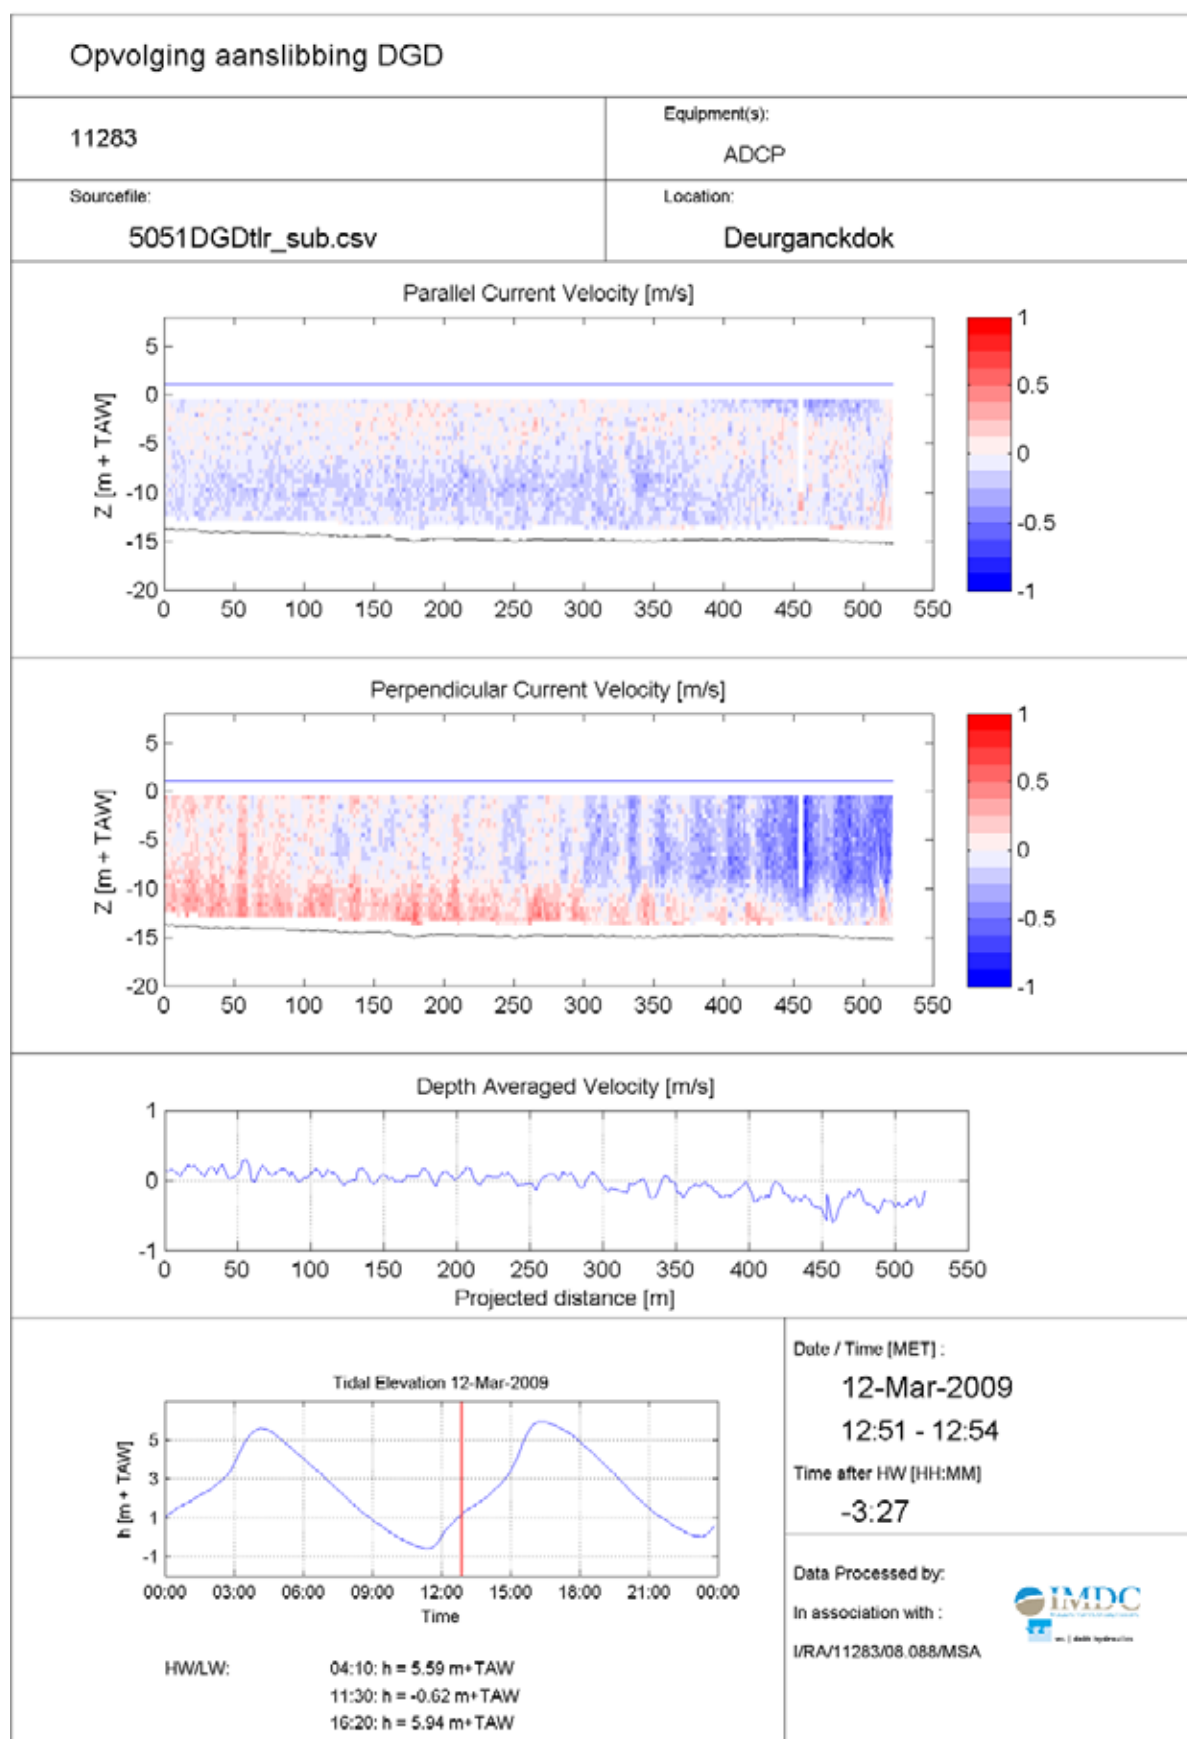 Opvolging aanslibbing DGD
11283
Equipment(s):
ADCP
Sourcefile:
5051DGDtlr_sub.csv
Location:
Deurganckdok
Parallel Current Velocity [m/s]
Z [m + TAW]
5
0
-5
-10
-15
-20
0 50 100 150 200 250 300 350 400 450 500 550
1
0.5
0
-0.5
-1
Perpendicular Current Velocity [m/s]
Z [m + TAW]
5
0
-5
-10
-15
-20
0 50 100 150 200 250 300 350 400 450 500 550
1
0.5
0
-0.5
-1
Depth Averaged Velocity [m/s]
1
0
-1
0 50 100 150 200 250 300 350 400 450 500 550
Projected distance [m]
Tidal Elevation 12-Mar-2009
h [m + TAW]
5
3
1
-1
00:00 03:00 06:00 09:00 12:00 15:00 18:00 21:00 00:00
Time
HW/LW:
04:10: h = 5.59 m+TAW
11:30: h = -0.62 m+TAW
16:20: h = 5.94 m+TAW
Date / Time [MET] :
12-Mar-2009
12:51 - 12:54
Time after HW [HH:MM]
-3:27
Data Processed by:
IMDC
In association with :
wl | delft hydraulics
I/RA/11283/08.088/MSA